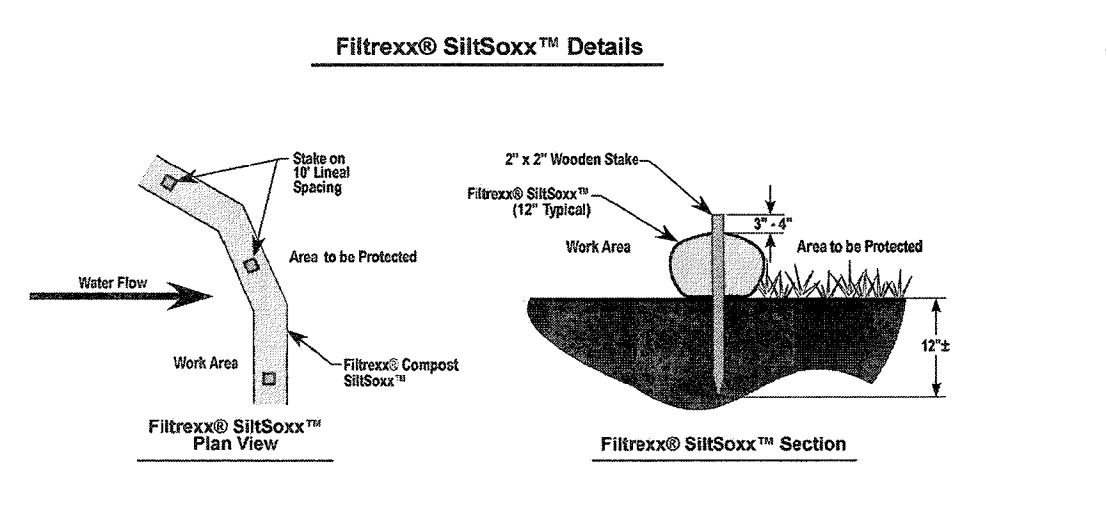 Filtrexx® SiltSoxx™ Details
Stake on
10' Lineal
Spacing
Area to be Protected
Water Flow
Work Area
Filtrexx® Compost
SiltSoxx™
Filtrexx® SiltSoxx™
Plan View
2" x 2" Wooden Stake
Filtrexx® SiltSoxx™
(12" Typical)
3" - 4"
Work Area
Area to be Protected
12"±
Filtrexx® SiltSoxx™ Section